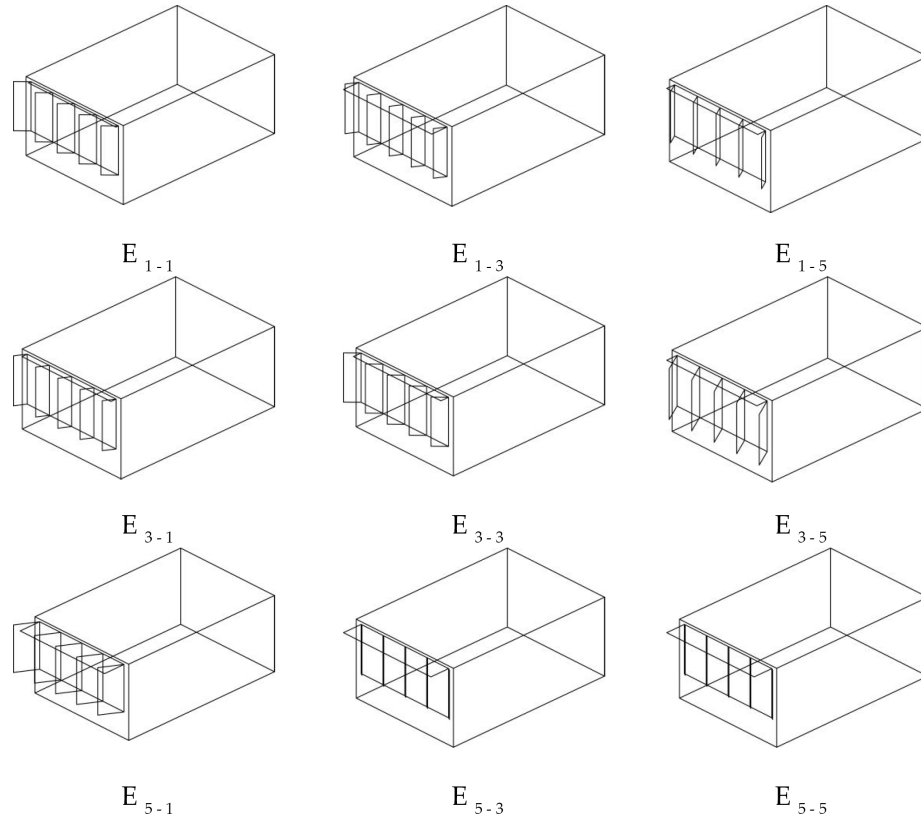 E 1 - 1
E 1 - 3
E 1 - 5
E 3 - 1
E 3 - 3
E 3 - 5
E 5 - 1
E 5 - 3
E 5 - 5